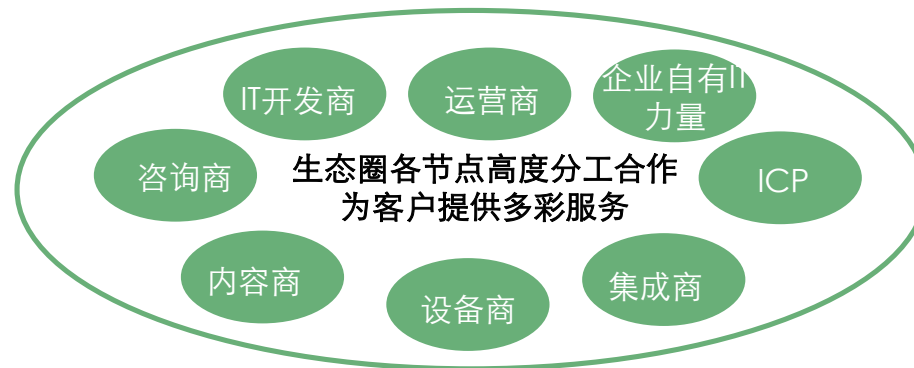 IT开发商
运营商
企业自有IT
力量
咨询商
生态圈各节点高度分工合作
为客户提供多彩服务
ICP
内容商
设备商
集成商